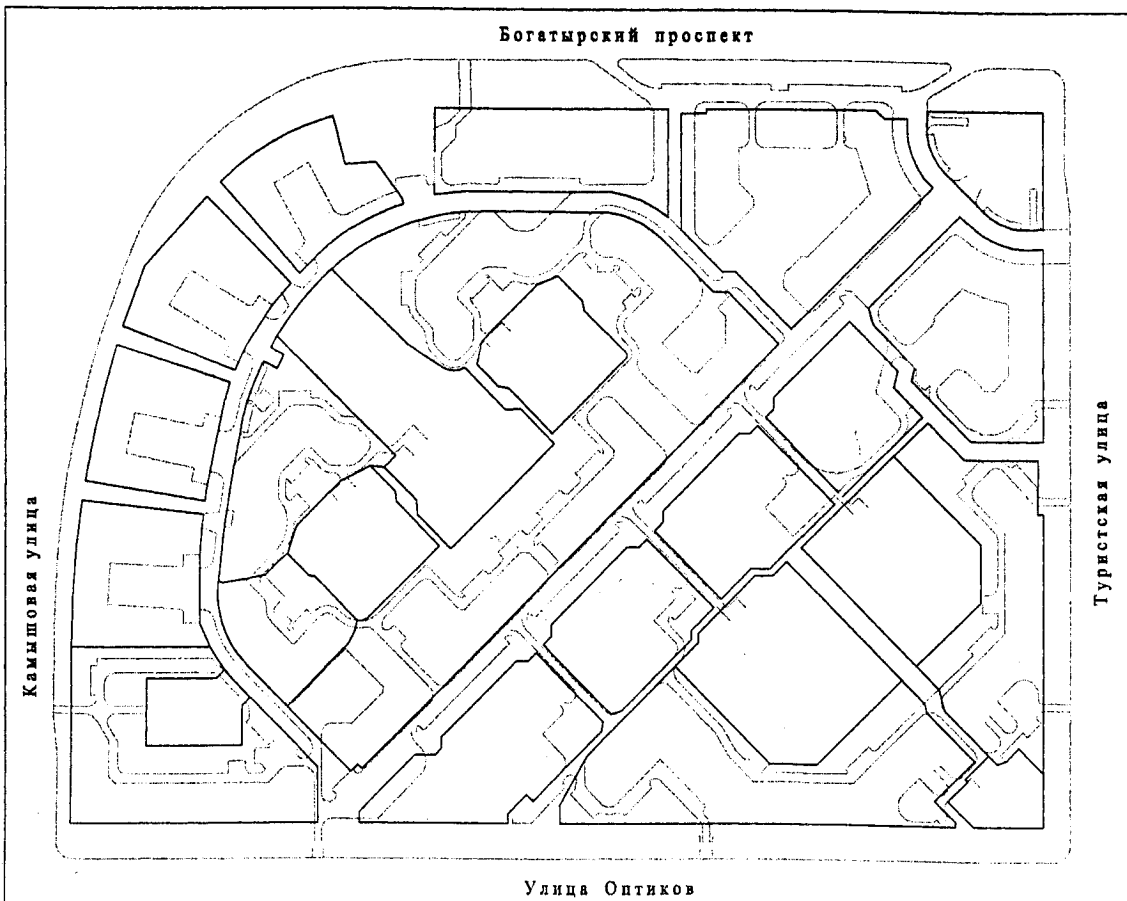 Богатырский проспект
Камышовая улица
Туристская улица
Улица Оптиков